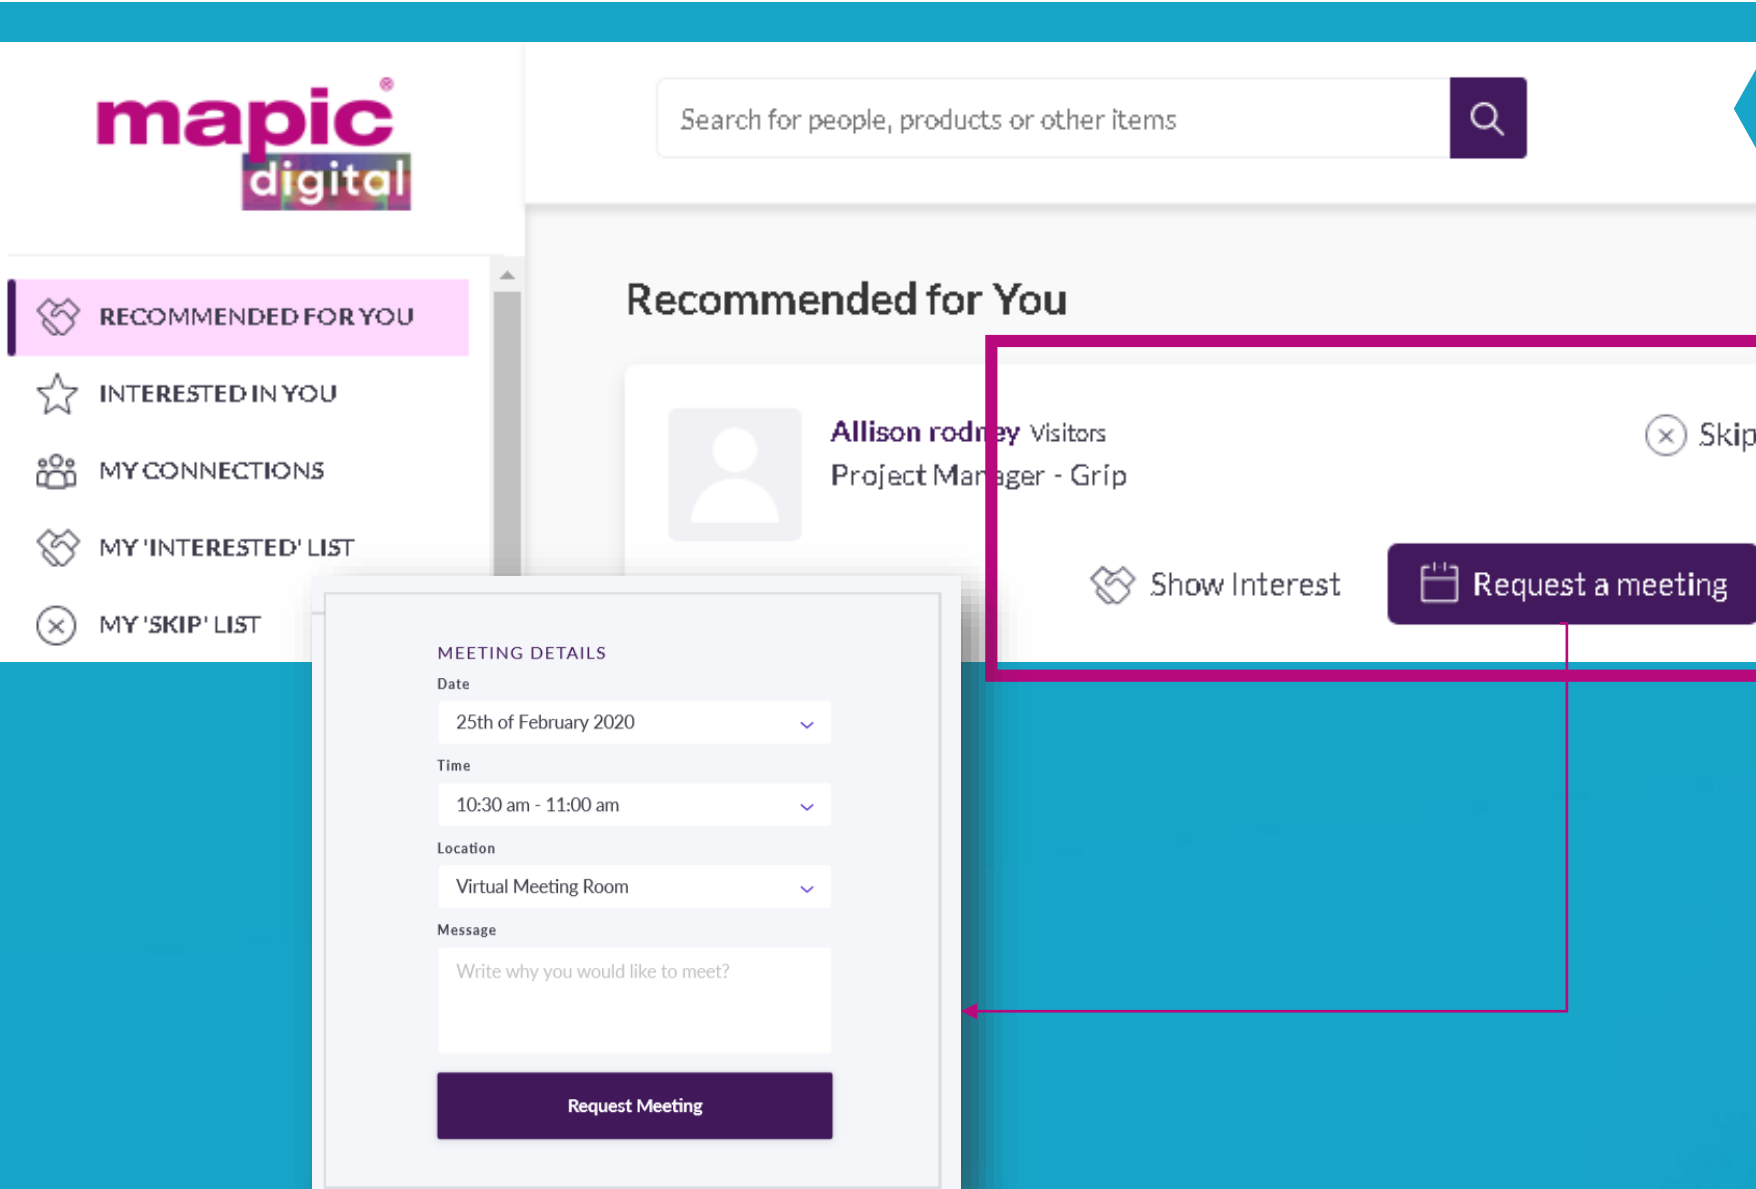 mapic®
digital
Search for people, products or other items
RECOMMENDED FOR YOU
INTERESTED IN YOU
MY CONNECTIONS
MY 'INTERESTED' LIST
MY 'SKIP' LIST
Recommended for You
Allison rodney Visitors
Project Manager - Grip
Skip
Show Interest
Request a meeting
MEETING DETAILS
Date
25th of February 2020
Time
10:30 am - 11:00 am
Location
Virtual Meeting Room
Message
Write why you would like to meet?
Request Meeting